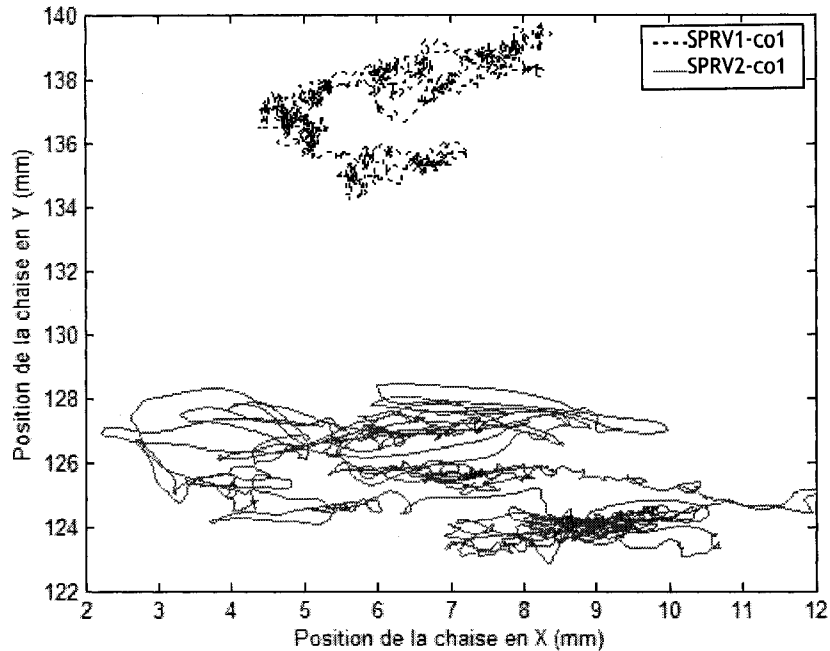 140
138
136
134
132
130
128
126
124
122
Position de la chaise en Y (mm)
SPRV1-co1
SPRV2-co1
2 3 4 5 6 7 8 9 10 11 12
Position de la chaise en X (mm)